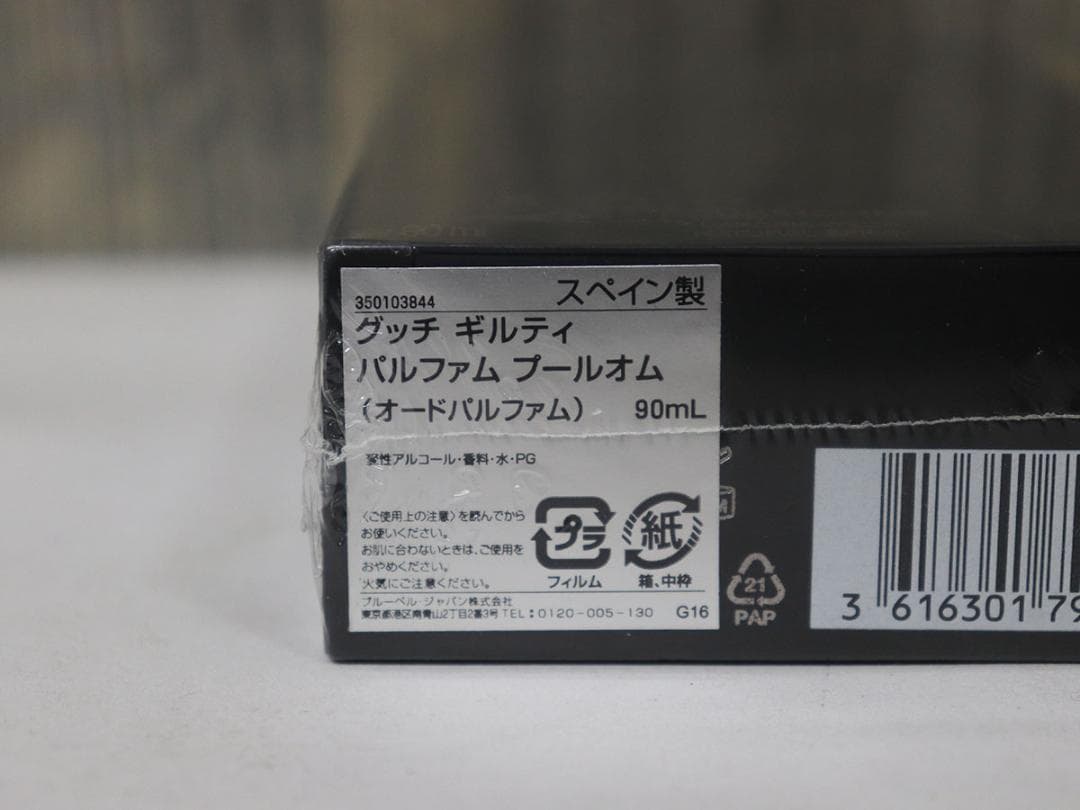 350103844 スペイン製
グッチ ギルティ
パルファム プールオム
(オードパルファム) 90mL
変性アルコール・香料・水・PG
〈ご使用上の注意〉を読んでから
お使いください。
お肌に合わないときは、ご使用を
おやめください。
火気にご注意ください。
プラ
フィルム
紙
箱、中枠
ブルーベル ジャパン株式会社
東京都港区南青山2丁目2番3号 TEL:0120-005-130 G16
21
PAP
3 616301 79